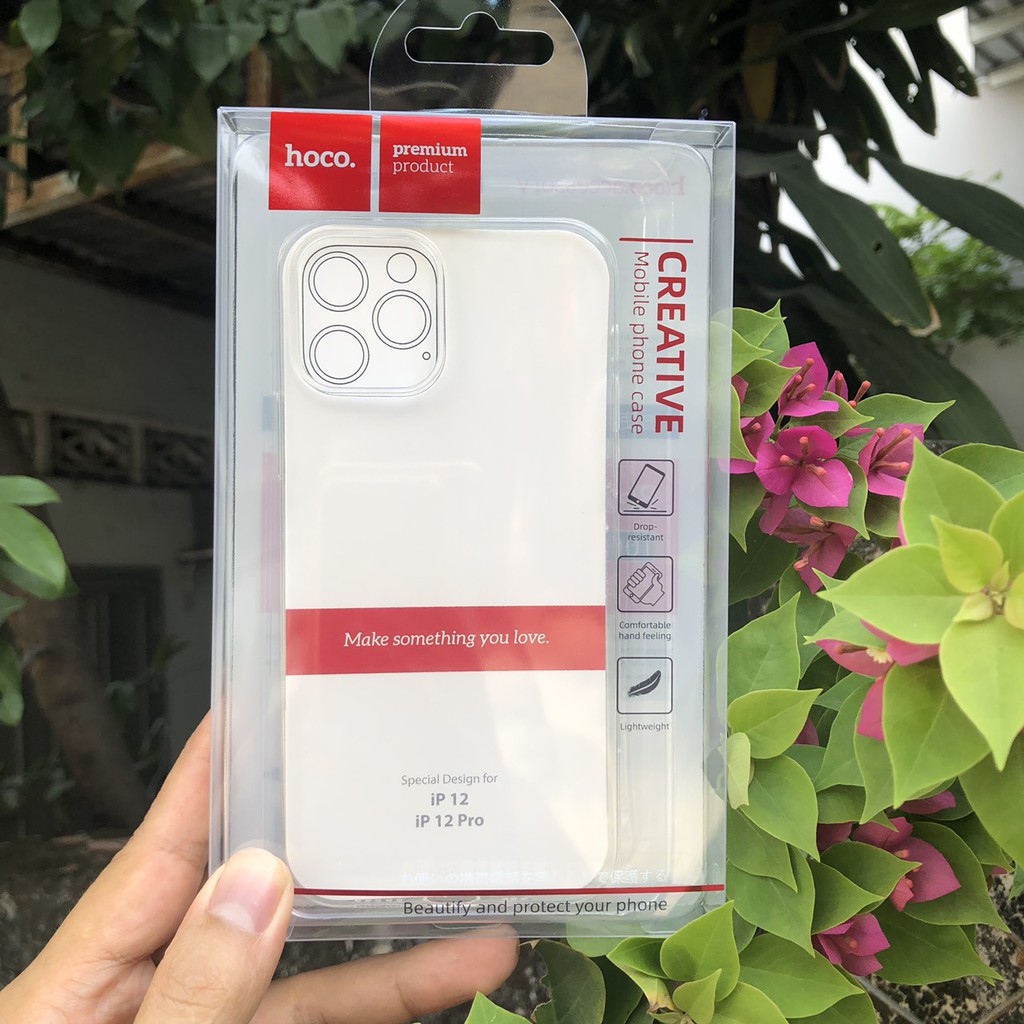 hoco.
premium
product
CREATIVE
Mobile phone case
Drop-
resistant
Comfortable
hand feeling
Lightweight
Make something you love.
Special Design for
iP 12
iP 12 Pro
Beautify and protect your phone